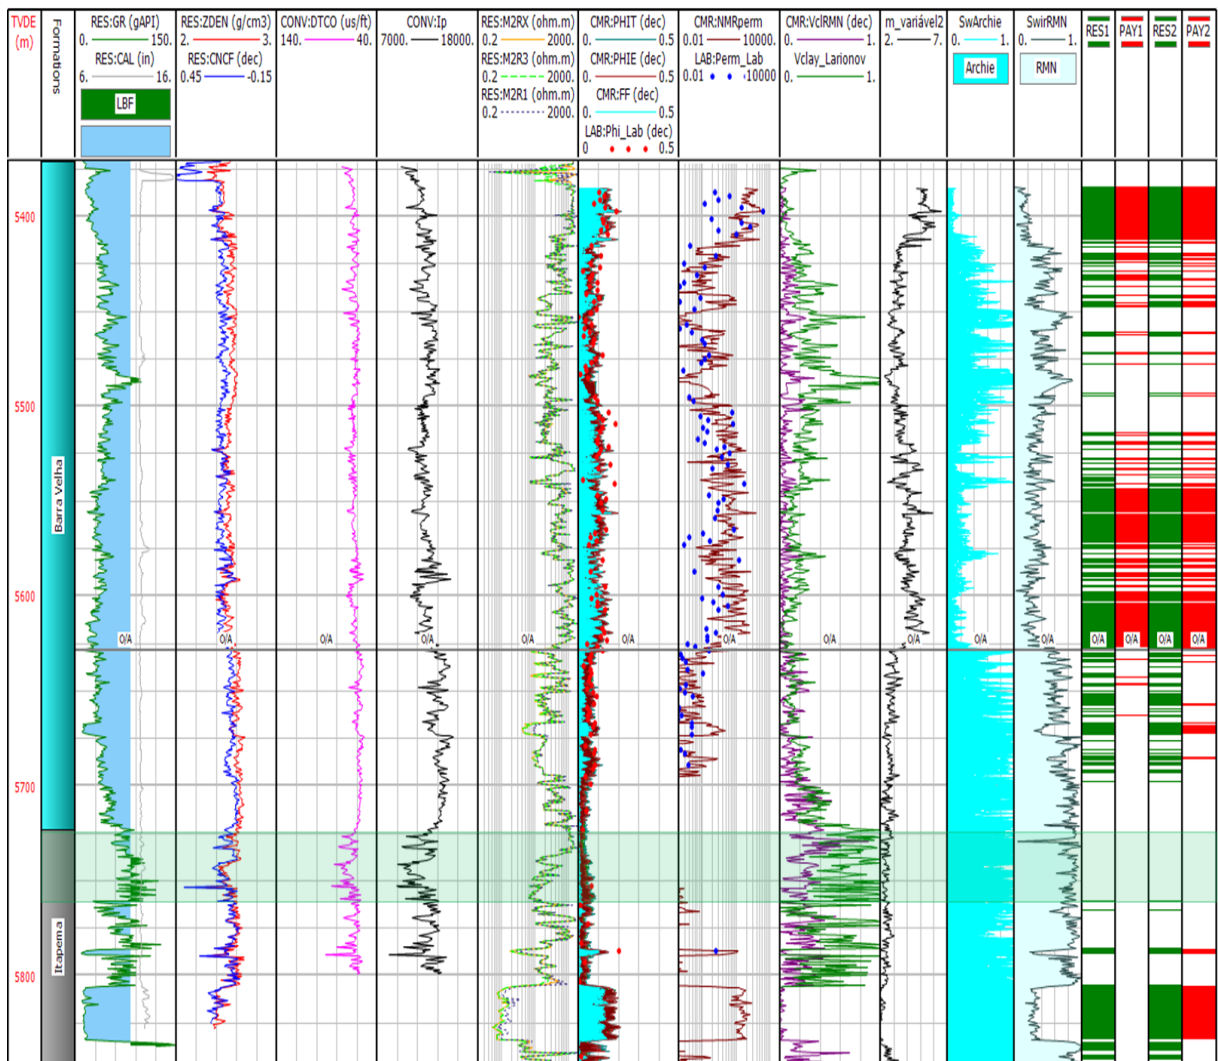 TVDE (m)
Formations
RES:GR (gAPI)
0. 150.
RES:CAL (in)
6. 16.
LBF
RES:ZDEN (g/cm3)
2. 3.
RES:CNCF (dec)
0.45 -0.15
CONV:DTCO (us/ft)
140. 40.
CONV:Ip
7000. 18000.
RES:M2RX (ohm.m)
0.2 2000.
RES:M2R3 (ohm.m)
0.2 2000.
RES:M2R1 (ohm.m)
0.2 2000.
CMR:PHIT (dec)
0. 0.5
CMR:PHIE (dec)
0. 0.5
CMR:FF (dec)
0. 0.5
LAB:Phi_Lab (dec)
0 0.5
CMR:NMRperm
0.01 10000.
LAB:Perm_Lab
0.01 10000
CMR:VclRMN (dec)
0. 1.
Vclay_Larionov
0. 1.
m_variável2
2. 7.
SwArchie
0. 1.
Archie
SwirRMN
0. 1.
RMN
RES1
PAY1
RES2
PAY2
5400
5500
Barra Velha
5600
O/A O/A O/A O/A O/A O/A O/A O/A O/A O/A O/A O/A O/A O/A
5700
Itapema
5800